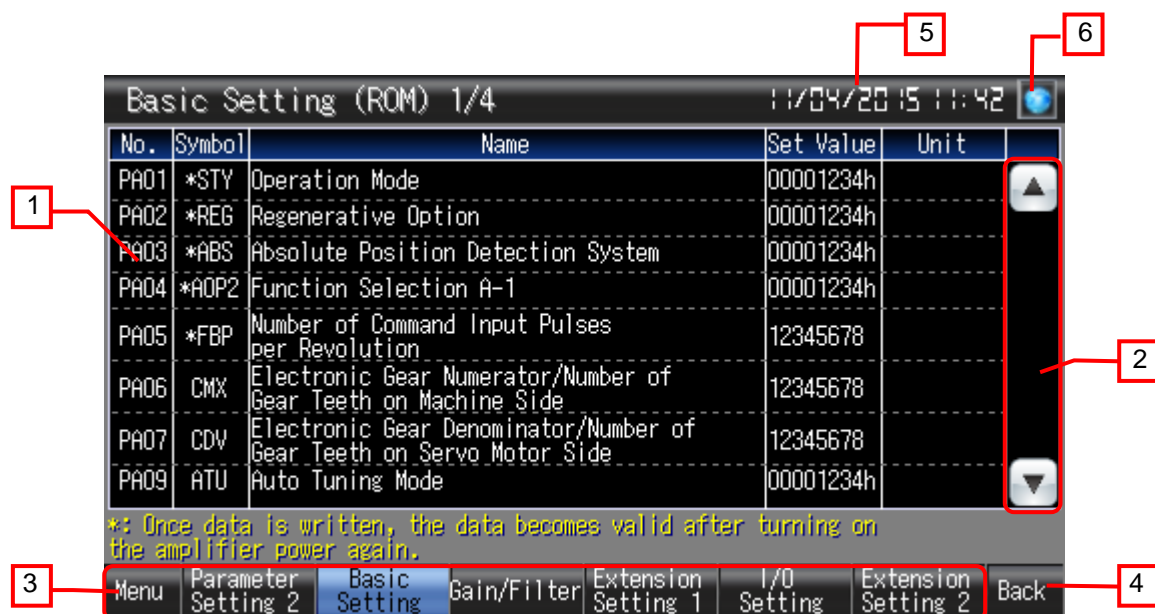 5 6
Basic Setting (ROM) 1/4 11/04/2015 11:42
No. Symbol Name Set Value Unit
PA01 *STY Operation Mode 00001234h
1
PA02 *REG Regenerative Option 00001234h
PA03 *ABS Absolute Position Detection System 00001234h
PA04 *AOP2 Function Selection A-1 00001234h
PA05 *FBP Number of Command Input Pulses
per Revolution 12345678
2
PA06 CMX Electronic Gear Numerator/Number of
Gear Teeth on Machine Side 12345678
PA07 CDV Electronic Gear Denominator/Number of
Gear Teeth on Servo Motor Side 12345678
PA09 ATU Auto Tuning Mode 00001234h
*: Once data is written, the data becomes valid after turning on
the amplifier power again.
3
Menu Parameter Setting 2 Basic Setting Gain/Filter Extension Setting 1 I/O Setting Extension Setting 2 Back
4